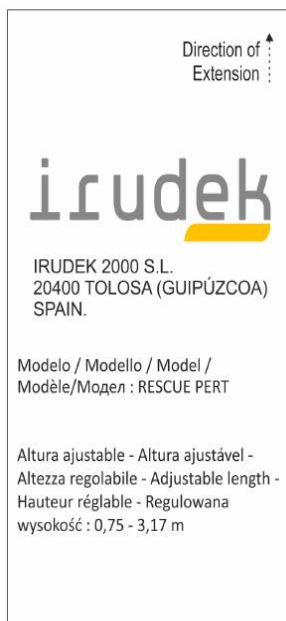 Direction of
Extension
irudek
IRUDEK 2000 S.L.
20400 TOLOSA (GUIPÚZCOA)
SPAIN.
Modelo / Modello / Model /
Modèle/Модел : RESCUE PERT
Altura ajustable - Altura ajustável -
Altezza regolabile - Adjustable length -
Hauteur réglable - Regulowana
wysokość : 0,75 - 3,17 m